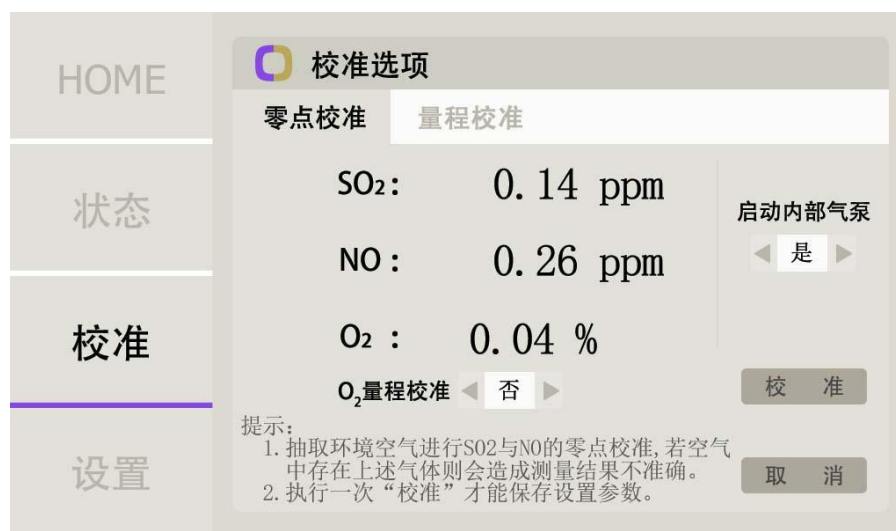 HOME
状态
校准
设置
校准选项
零点校准 量程校准
SO₂: 0.14 ppm
NO: 0.26 ppm
O₂: 0.04 %
O₂量程校准 否
启动内部气泵
是
校 准
取 消
提示:
1. 抽取环境空气进行SO2与NO的零点校准,若空气
中存在上述气体则会造成测量结果不准确。
2. 执行一次“校准”才能保存设置参数。